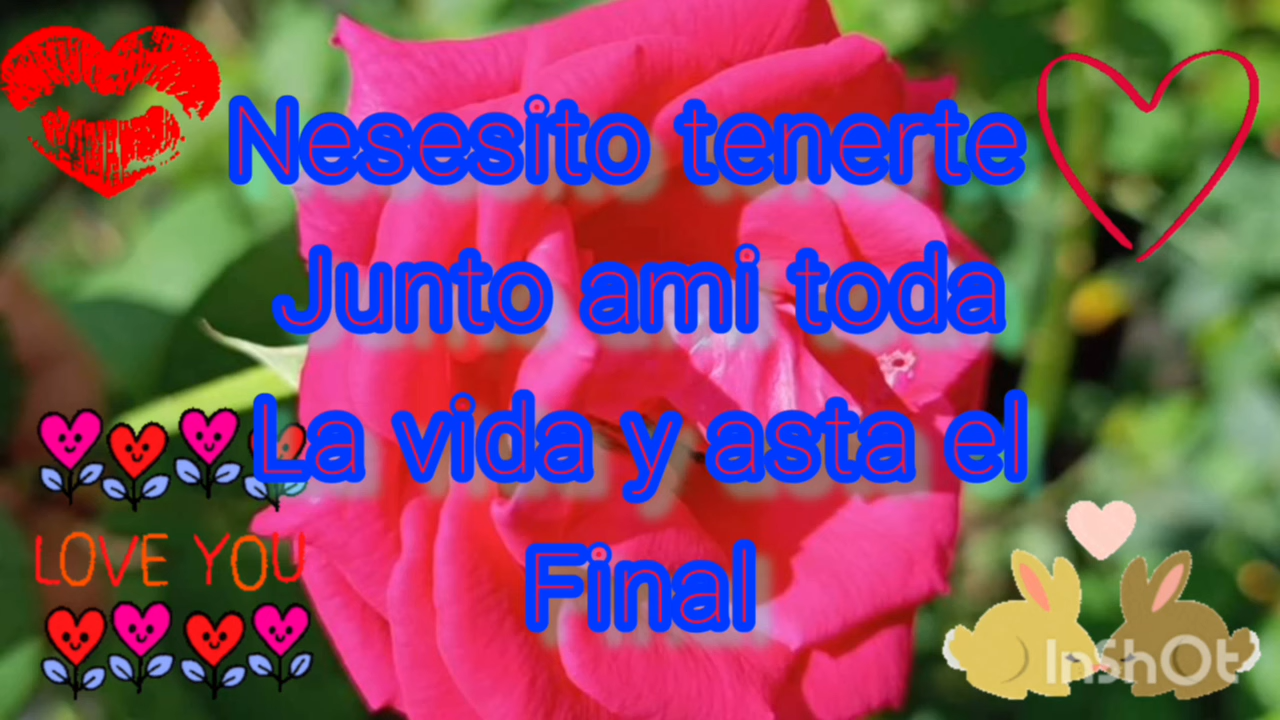 Nesesito tenerte
Junto ami toda
La vida y asta el
Final
LOVE YOU
InShOt